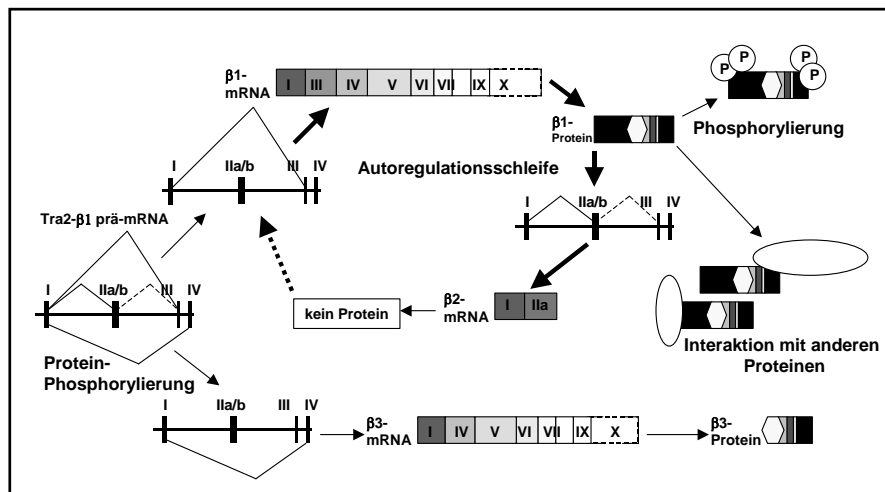 β1-
mRNA
I III IV V VI VII IX X
P P P P
β1-
Protein
Phosphorylierung
Autoregulationsschleife
I IIa/b III IV
I IIa/b III IV
Tra2-β1 prä-mRNA
I IIa/b III IV
kein Protein
β2-
mRNA
I IIa
Interaktion mit anderen
Proteinen
Protein-
Phosphorylierung
I IIa/b III IV
β3-
mRNA
I IV V VI VII IX X
β3-
Protein